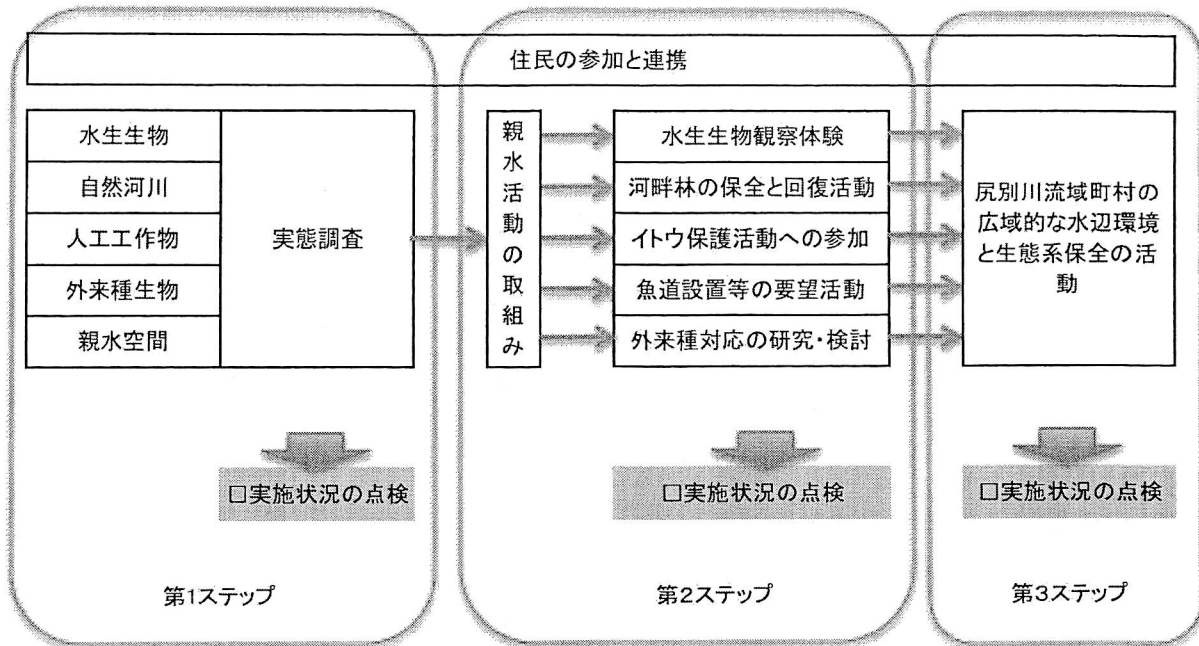 住民の参加と連携
水生生物
自然河川
人工工作物
外来種生物
親水空間
実態調査
親水活動の取組み
水生生物観察体験
河畔林の保全と回復活動
イトウ保護活動への参加
魚道設置等の要望活動
外来種対応の研究・検討
尻別川流域町村の
広域的な水辺環境
と生態系保全の活
動
□実施状況の点検
□実施状況の点検
□実施状況の点検
第1ステップ
第2ステップ
第3ステップ